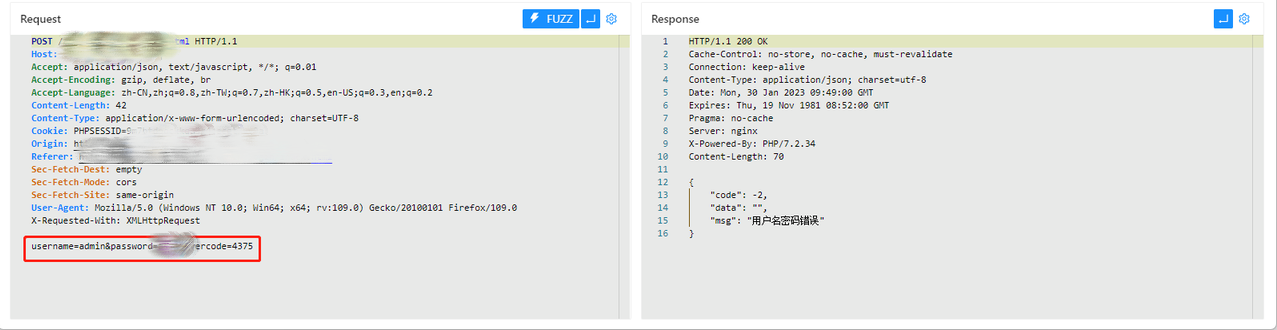 Request
FUZZ
POST / ml HTTP/1.1
Host:
Accept: application/json, text/javascript, */*; q=0.01
Accept-Encoding: gzip, deflate, br
Accept-Language: zh-CN,zh;q=0.8,zh-TW;q=0.7,zh-HK;q=0.5,en-US;q=0.3,en;q=0.2
Content-Length: 42
Content-Type: application/x-www-form-urlencoded; charset=UTF-8
Cookie: PHPSESSID=
Origin:
Referer:
Sec-Fetch-Dest: empty
Sec-Fetch-Mode: cors
Sec-Fetch-Site: same-origin
User-Agent: Mozilla/5.0 (Windows NT 10.0; Win64; x64; rv:109.0) Gecko/20100101 Firefox/109.0
X-Requested-With: XMLHttpRequest
username=admin&password= ercode=4375
Response
1 HTTP/1.1 200 OK
2 Cache-Control: no-store, no-cache, must-revalidate
3 Connection: keep-alive
4 Content-Type: application/json; charset=utf-8
5 Date: Mon, 30 Jan 2023 09:49:00 GMT
6 Expires: Thu, 19 Nov 1981 08:52:00 GMT
7 Pragma: no-cache
8 Server: nginx
9 X-Powered-By: PHP/7.2.34
10 Content-Length: 70
11
12 {
13 "code": -2,
14 "data": "",
15 "msg": "用户名密码错误"
16 }